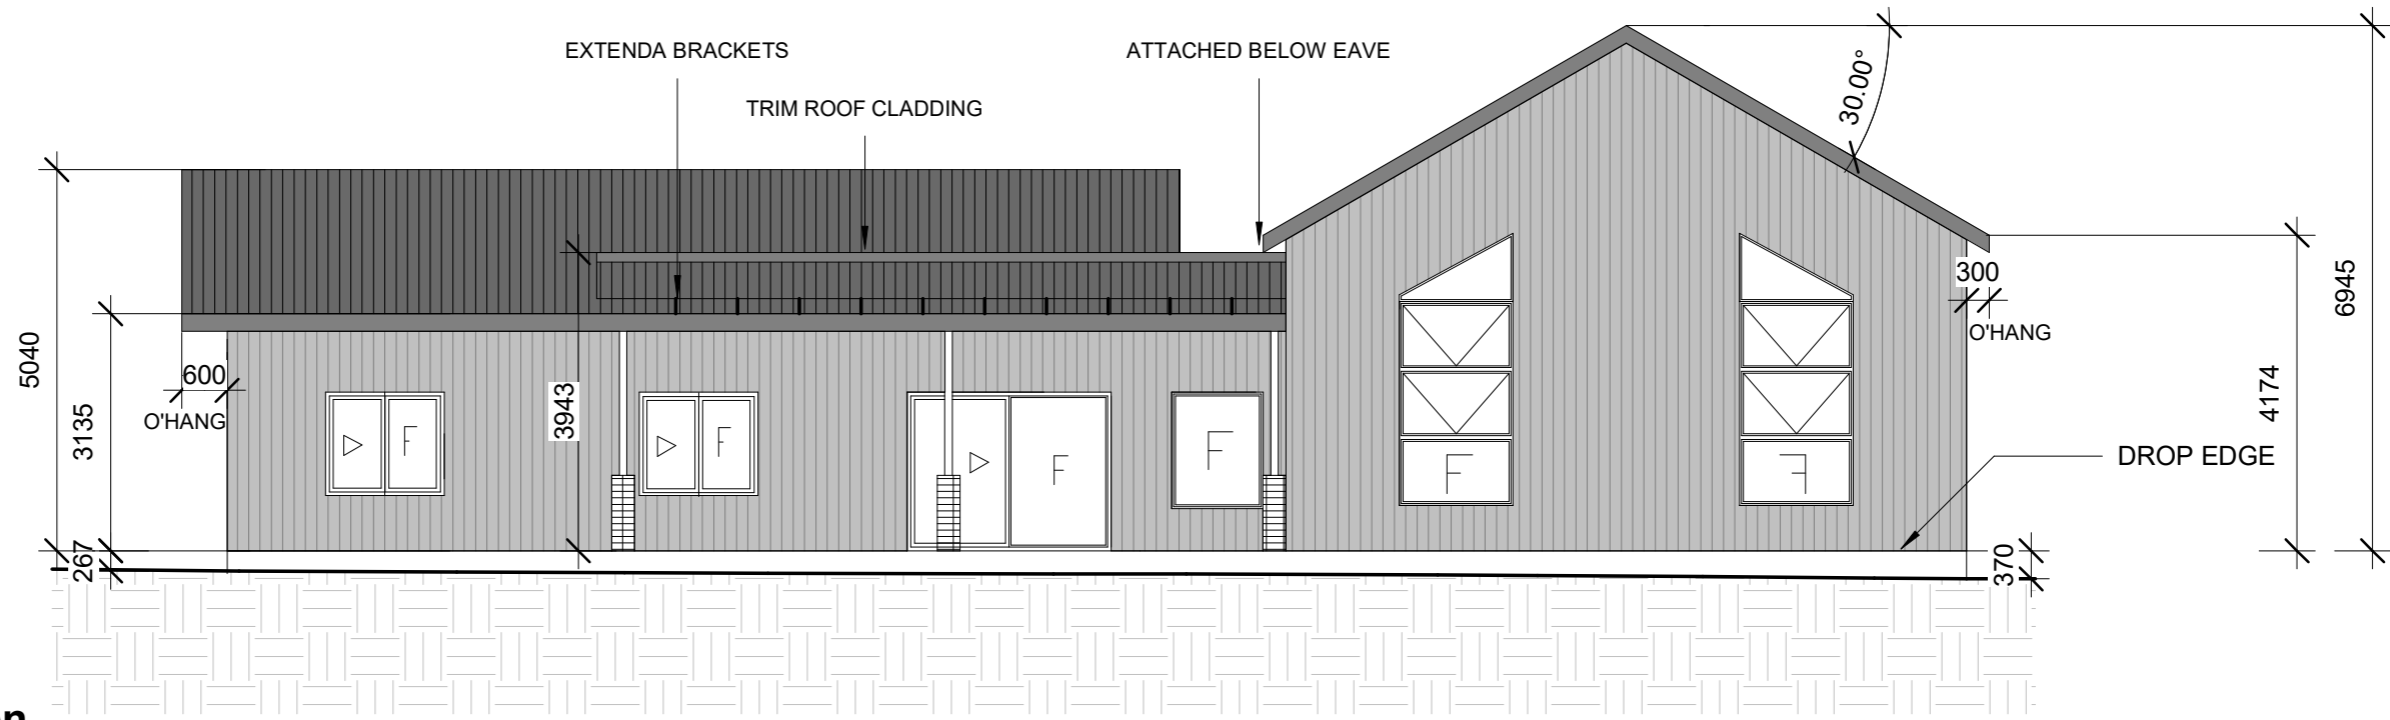 EXTENDA BRACKETS
ATTACHED BELOW EAVE
TRIM ROOF CLADDING
30.00°
5040
3135
267
600
O'HANG
3943
300
O'HANG
6945
4174
370
DROP EDGE
F
F
F
F
F
F